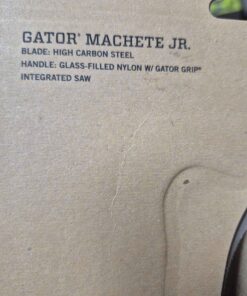 GATOR® MACHETE JR.
BLADE: HIGH CARBON STEEL
HANDLE: GLASS-FILLED NYLON W/ GATOR GRIP®
INTEGRATED SAW